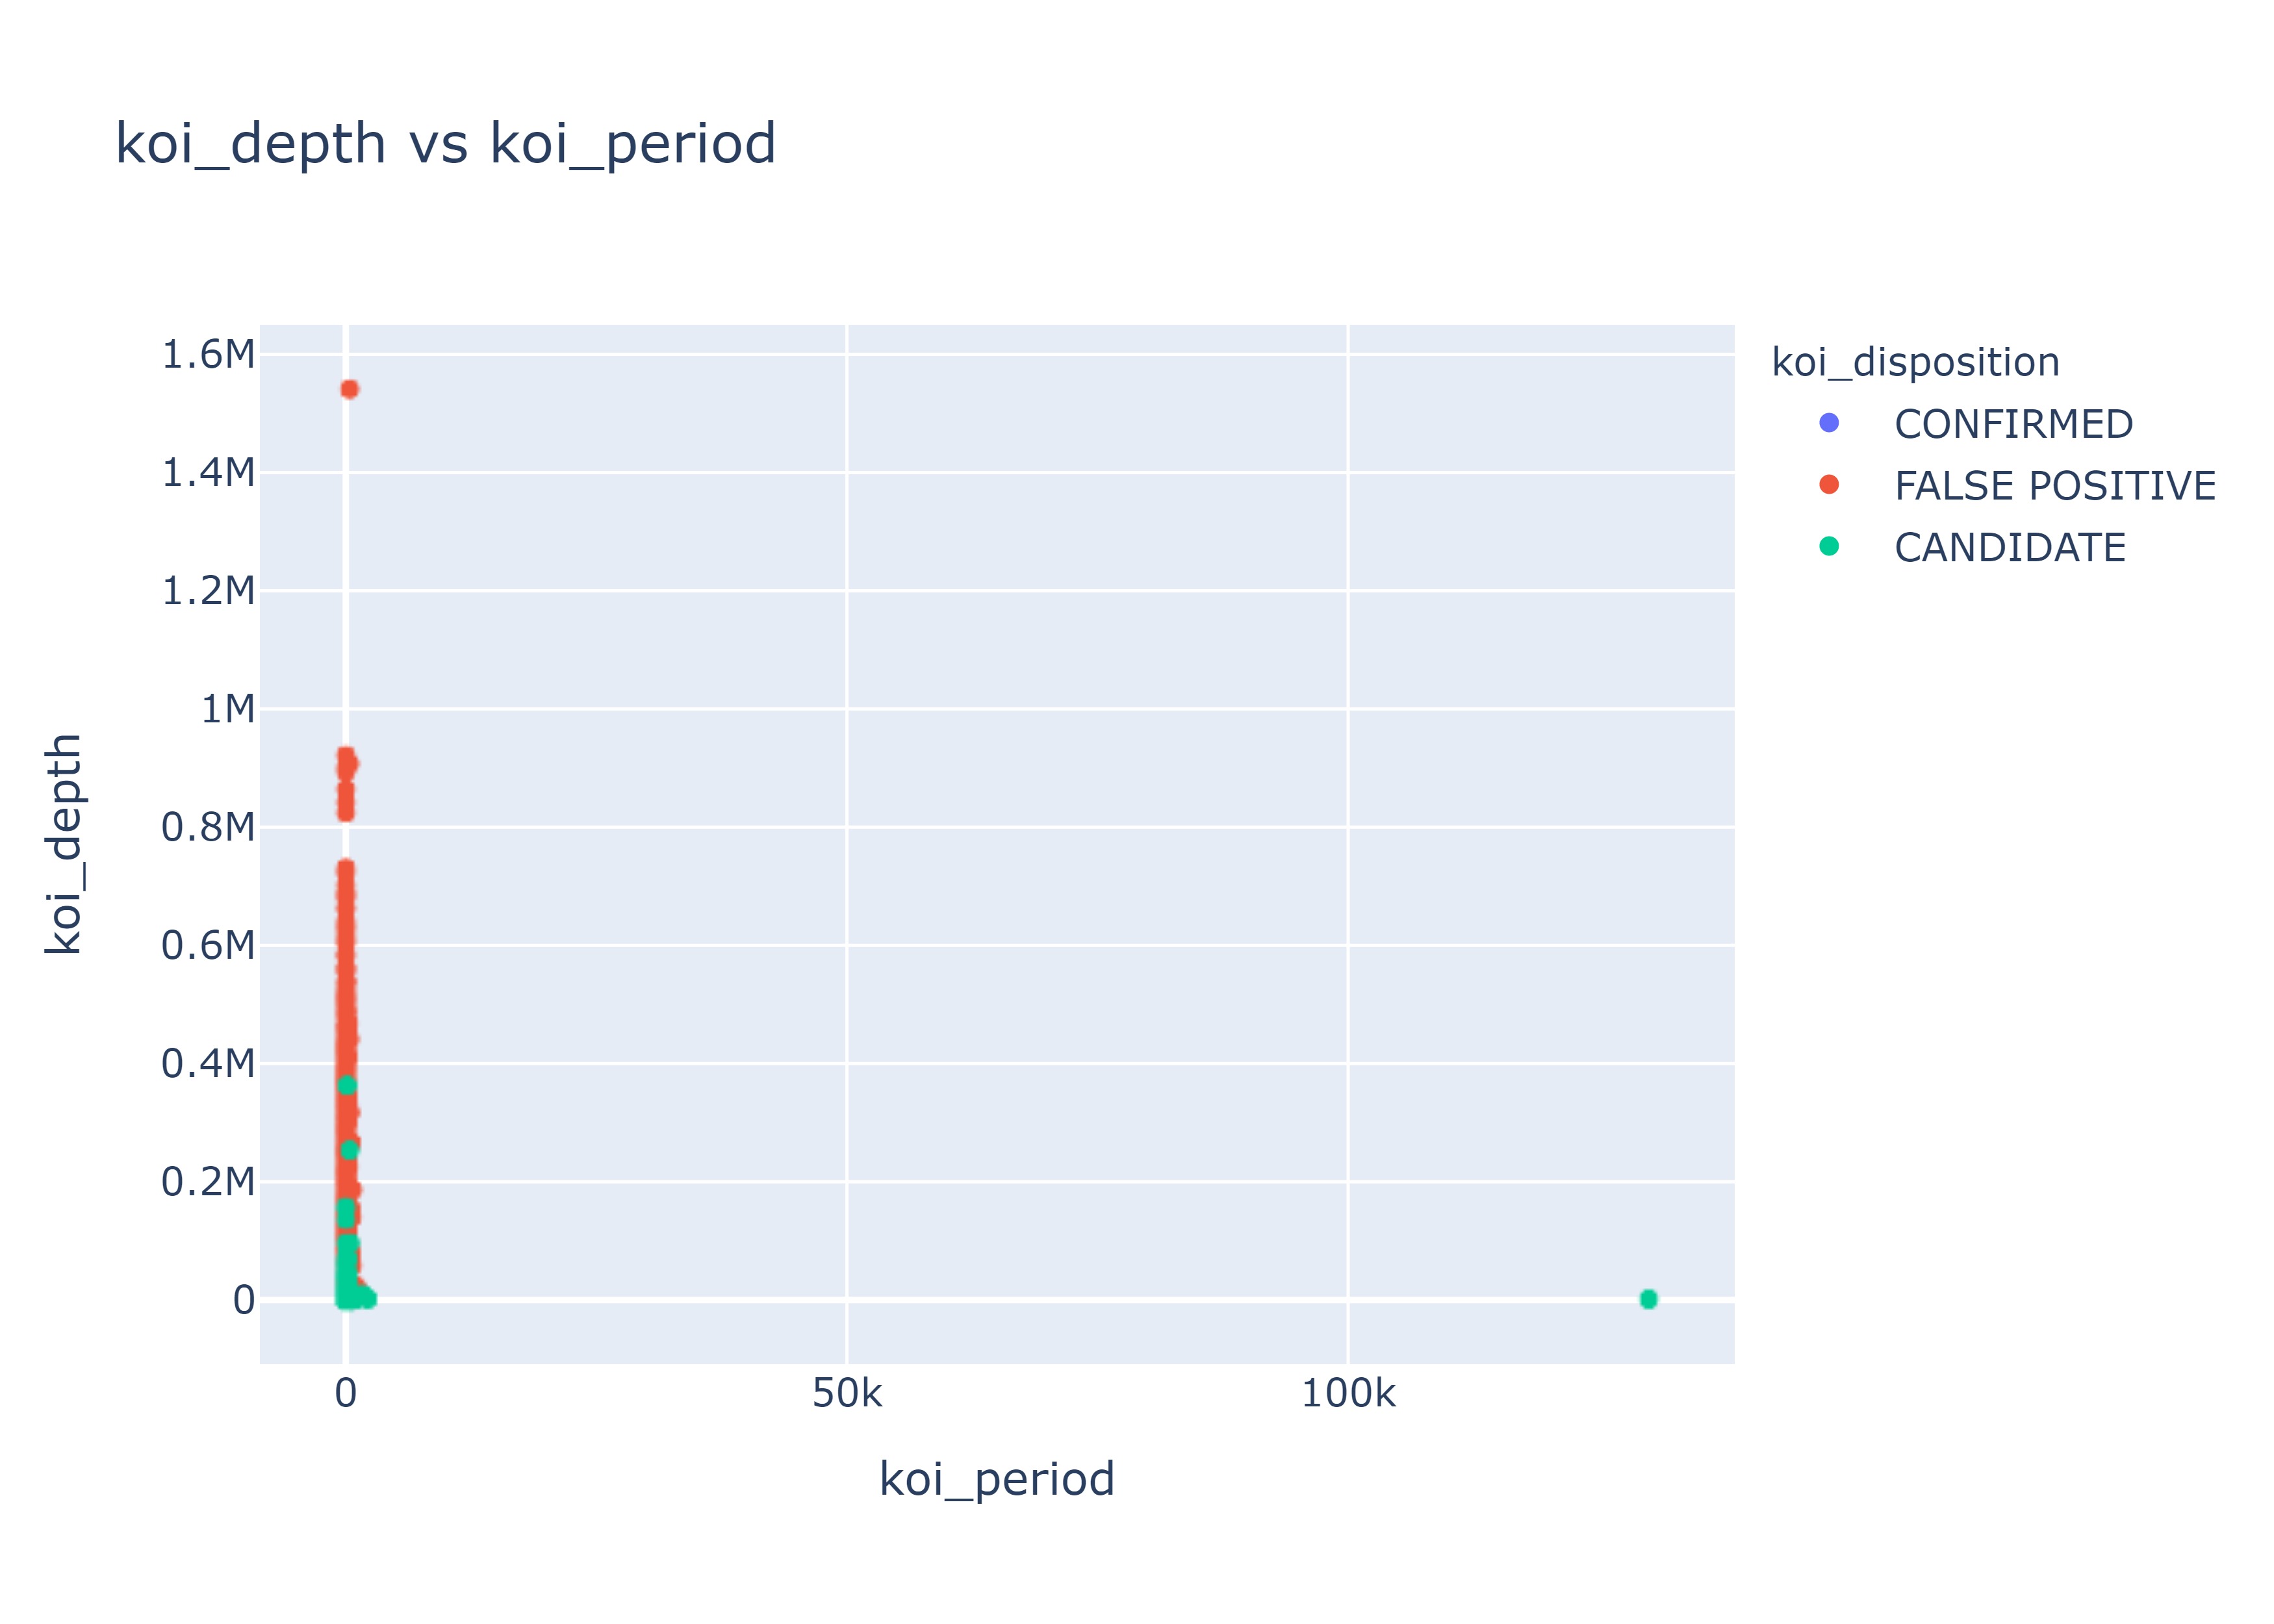 koi_depth vs koi_period
1.6M
1.4M
1.2M
1M
0.8M
0.6M
0.4M
0.2M
0
koi_depth
0
50k
100k
koi_period
koi_disposition
CONFIRMED
FALSE POSITIVE
CANDIDATE